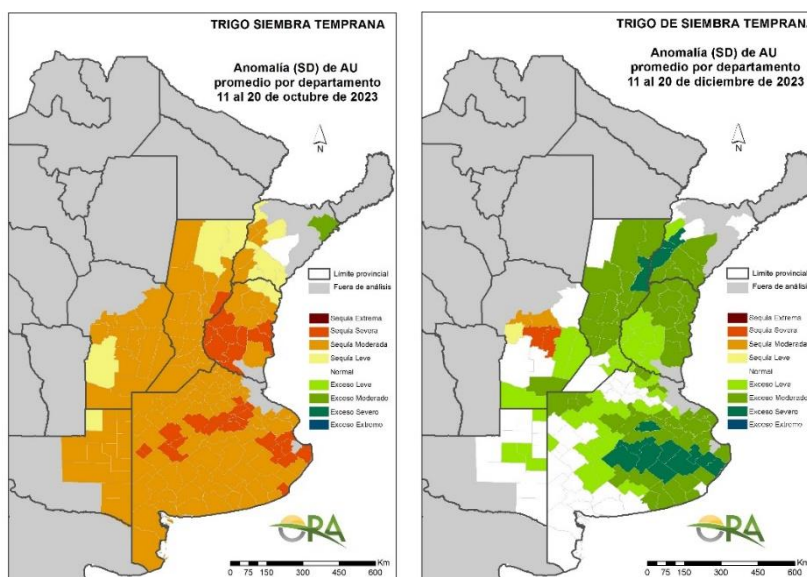 TRIGO SIEMBRA TEMPRANA
Anomalía (SD) de AU
promedio por departamento
11 al 20 de octubre de 2023
N
Límite provincial
Fuera de análisis
Sequía Extrema
Sequía Severa
Sequía Moderada
Sequía Leve
Normal
Exceso Leve
Exceso Moderado
Exceso Severo
Exceso Extremo
ORA
Km
0 75 150 300 450 600
TRIGO DE SIEMBRA TEMPRANA
Anomalía (SD) de AU
promedio por departamento
11 al 20 de diciembre de 2023
N
Límite provincial
Fuera de análisis
Sequía Extrema
Sequía Severa
Sequía Moderada
Sequía Leve
Normal
Exceso Leve
Exceso Moderado
Exceso Severo
Exceso Extremo
ORA
Km
0 75 150 300 450 600